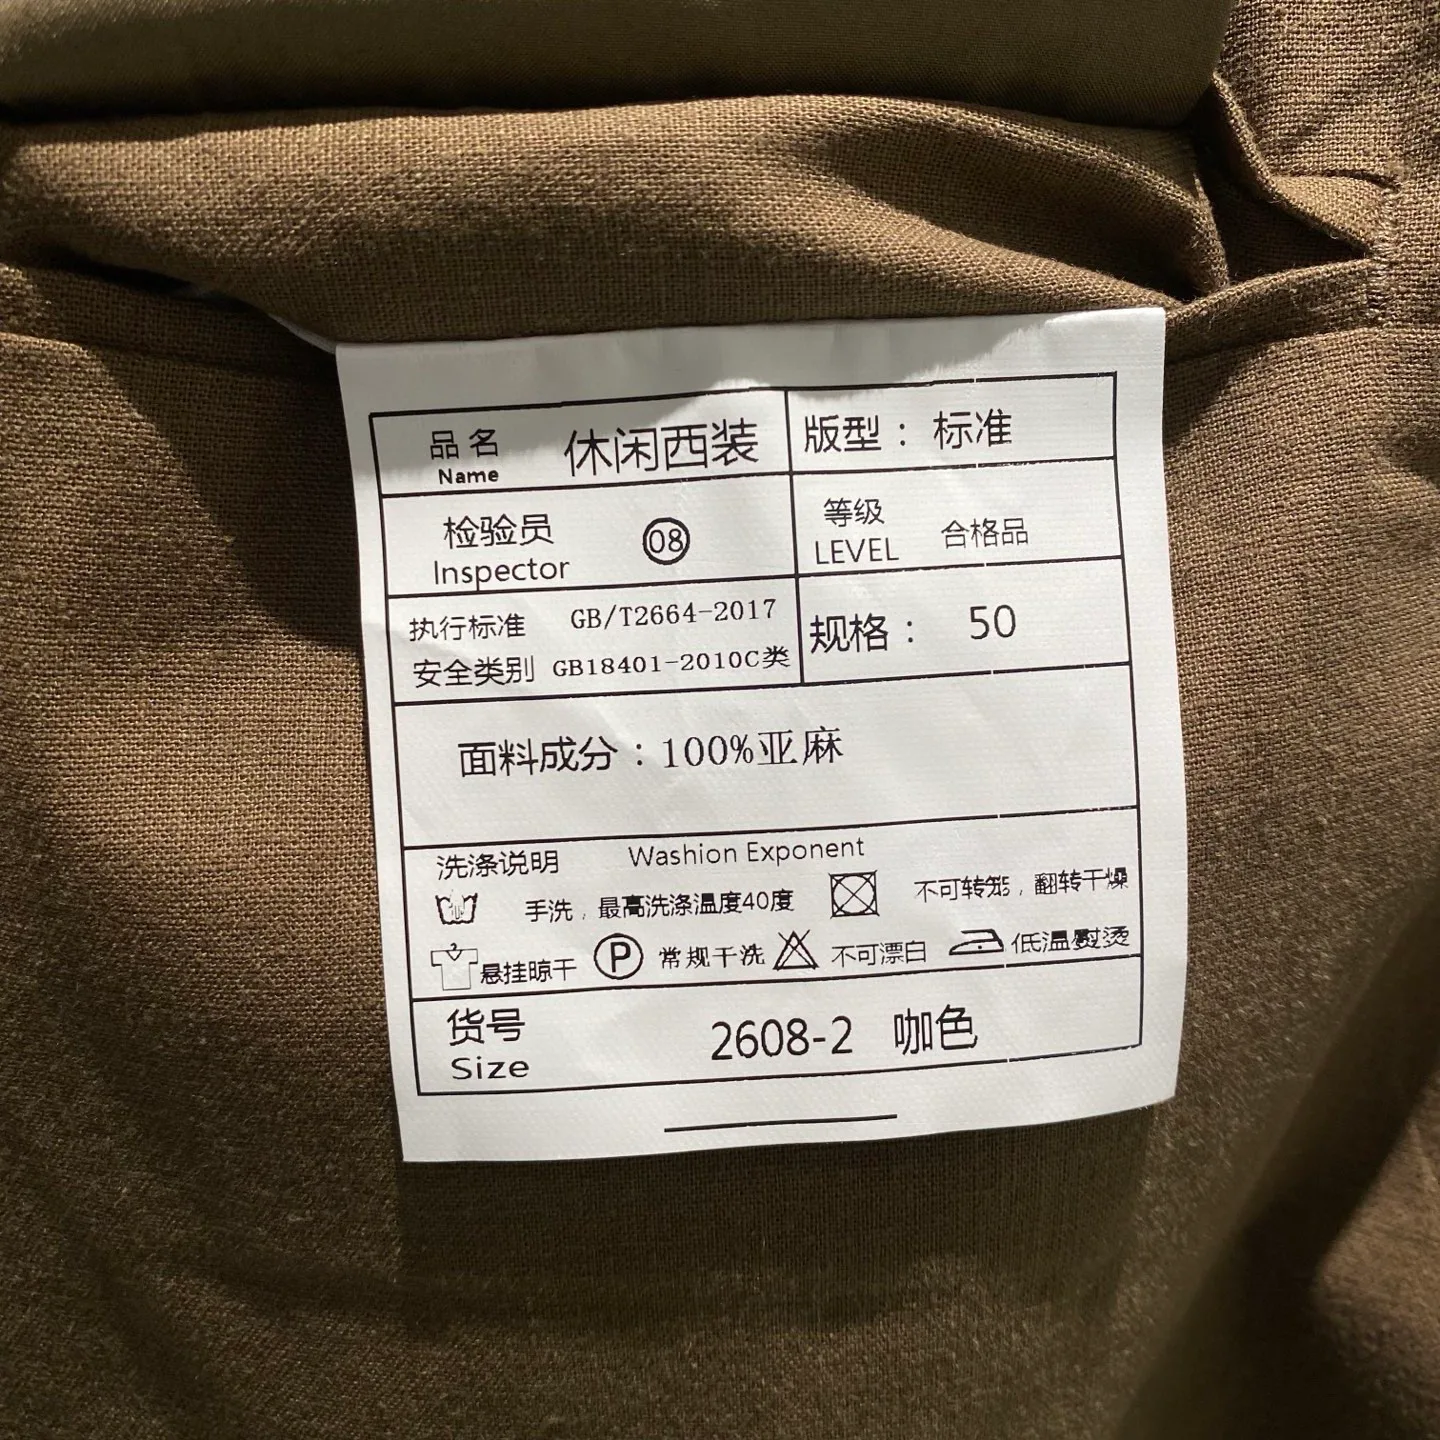 品名 休闲西装 版型：标准
Name
检验员 08 等级 合格品
Inspector LEVEL
执行标准 GB/T2664-2017 规格：50
安全类别 GB18401-2010C类
面料成分：100%亚麻
洗涤说明 Washion Exponent
手洗，最高洗涤温度40度 不可转笼，翻转干燥
悬挂晾干 P 常规干洗 不可漂白 低温熨烫
货号 2608-2 咖色
Size